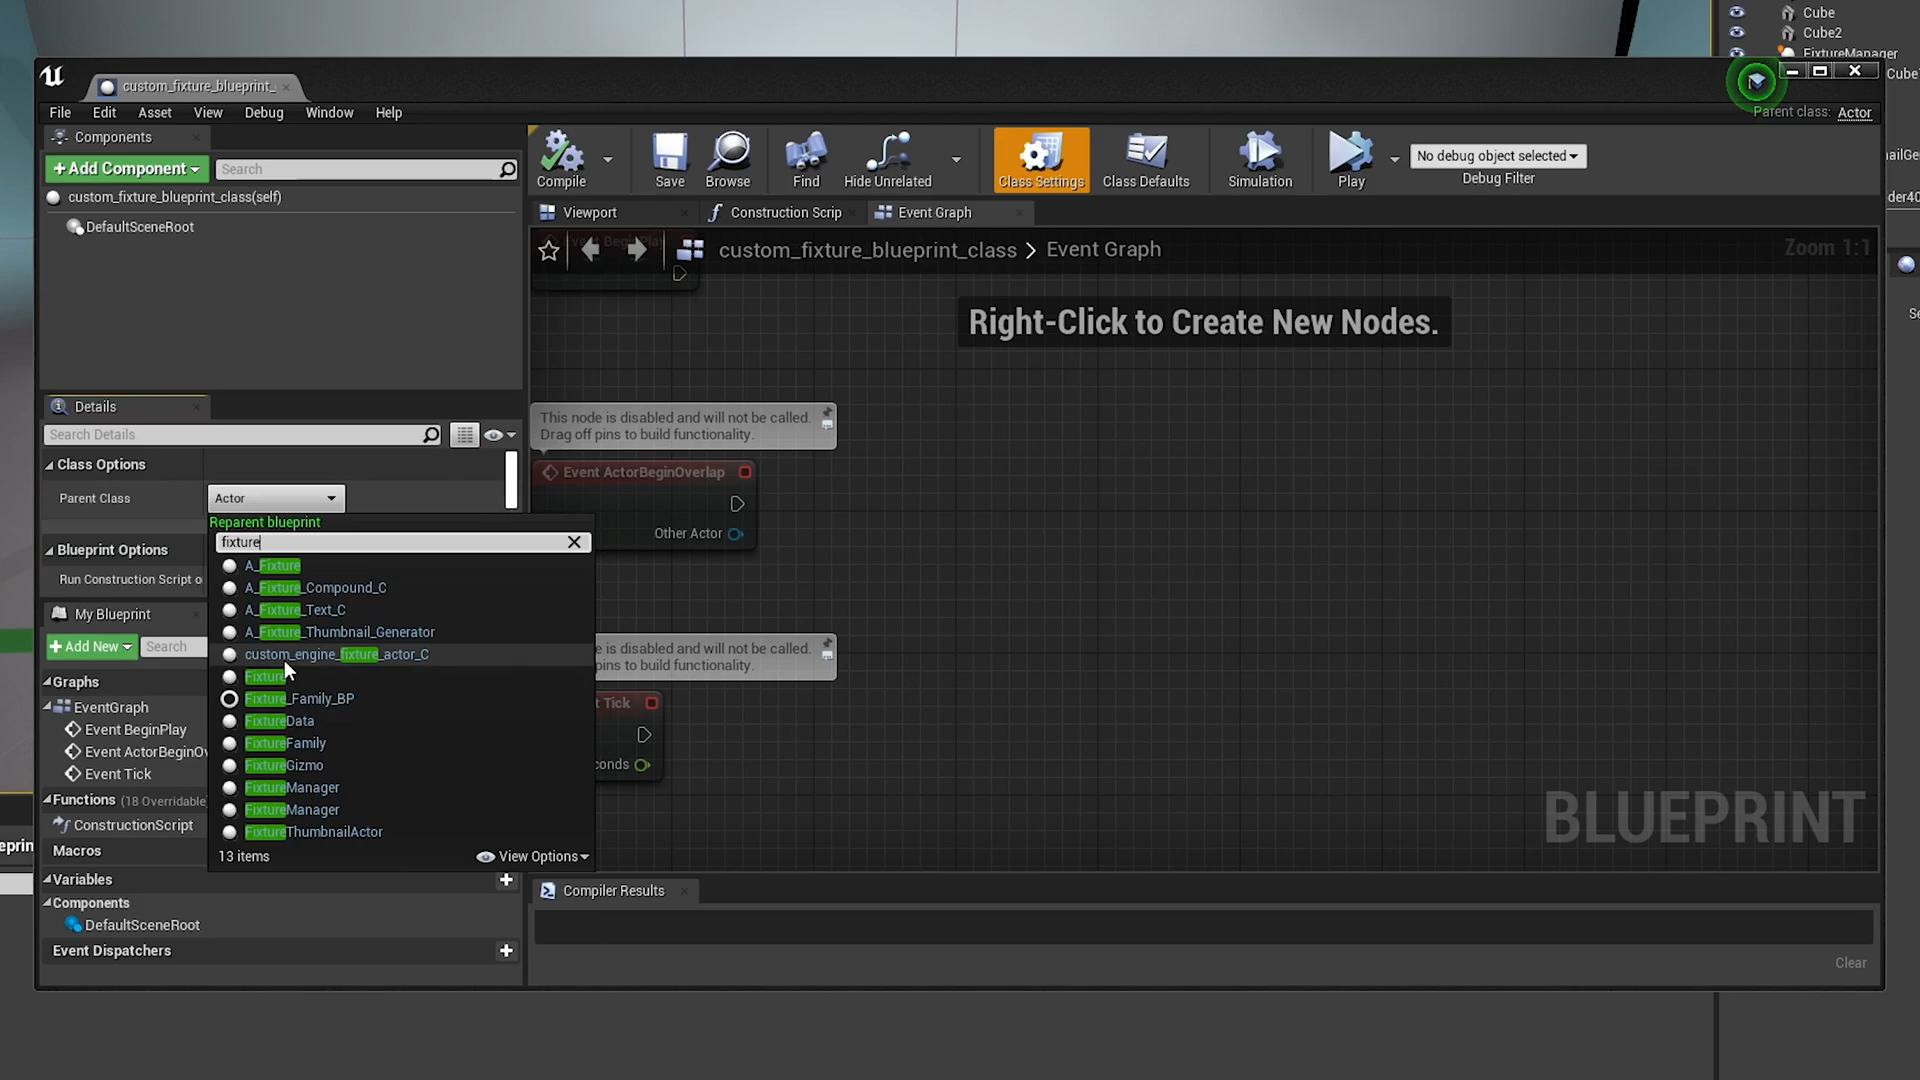 Cube
Cube2
FixtureManager
custom_fixture_blueprint_
File Edit Asset View Debug Window Help
Parent class: Actor
Components
+Add Component
Search
custom_fixture_blueprint_class(self)
DefaultSceneRoot
Compile
Save
Browse
Find
Hide Unrelated
Class Settings
Class Defaults
Simulation
Play
No debug object selected
Debug Filter
Viewport
Construction Scrip
Event Graph
custom_fixture_blueprint_class > Event Graph
Zoom 1:1
Right-Click to Create New Nodes.
Details
Search Details
Class Options
Parent Class
Actor
Reparent blueprint
fixture
A_Fixture
A_Fixture_Compound_C
A_Fixture_Text_C
A_Fixture_Thumbnail_Generator
custom_engine_fixture_actor_C
Fixture
Fixture_Family_BP
FixtureData
FixtureFamily
FixtureGizmo
FixtureManager
FixtureManager
FixtureThumbnailActor
13 items
View Options
Blueprint Options
Run Construction Script o
My Blueprint
+Add New
Search
Graphs
EventGraph
Event BeginPlay
Event ActorBeginOv
Event Tick
Functions (18 Overridable
ConstructionScript
Macros
Variables
Components
DefaultSceneRoot
Event Dispatchers
This node is disabled and will not be called.
Drag off pins to build functionality.
Event ActorBeginOverlap
Other Actor
e is disabled and will not be called.
pins to build functionality.
t Tick
conds
BLUEPRINT
Compiler Results
Clear